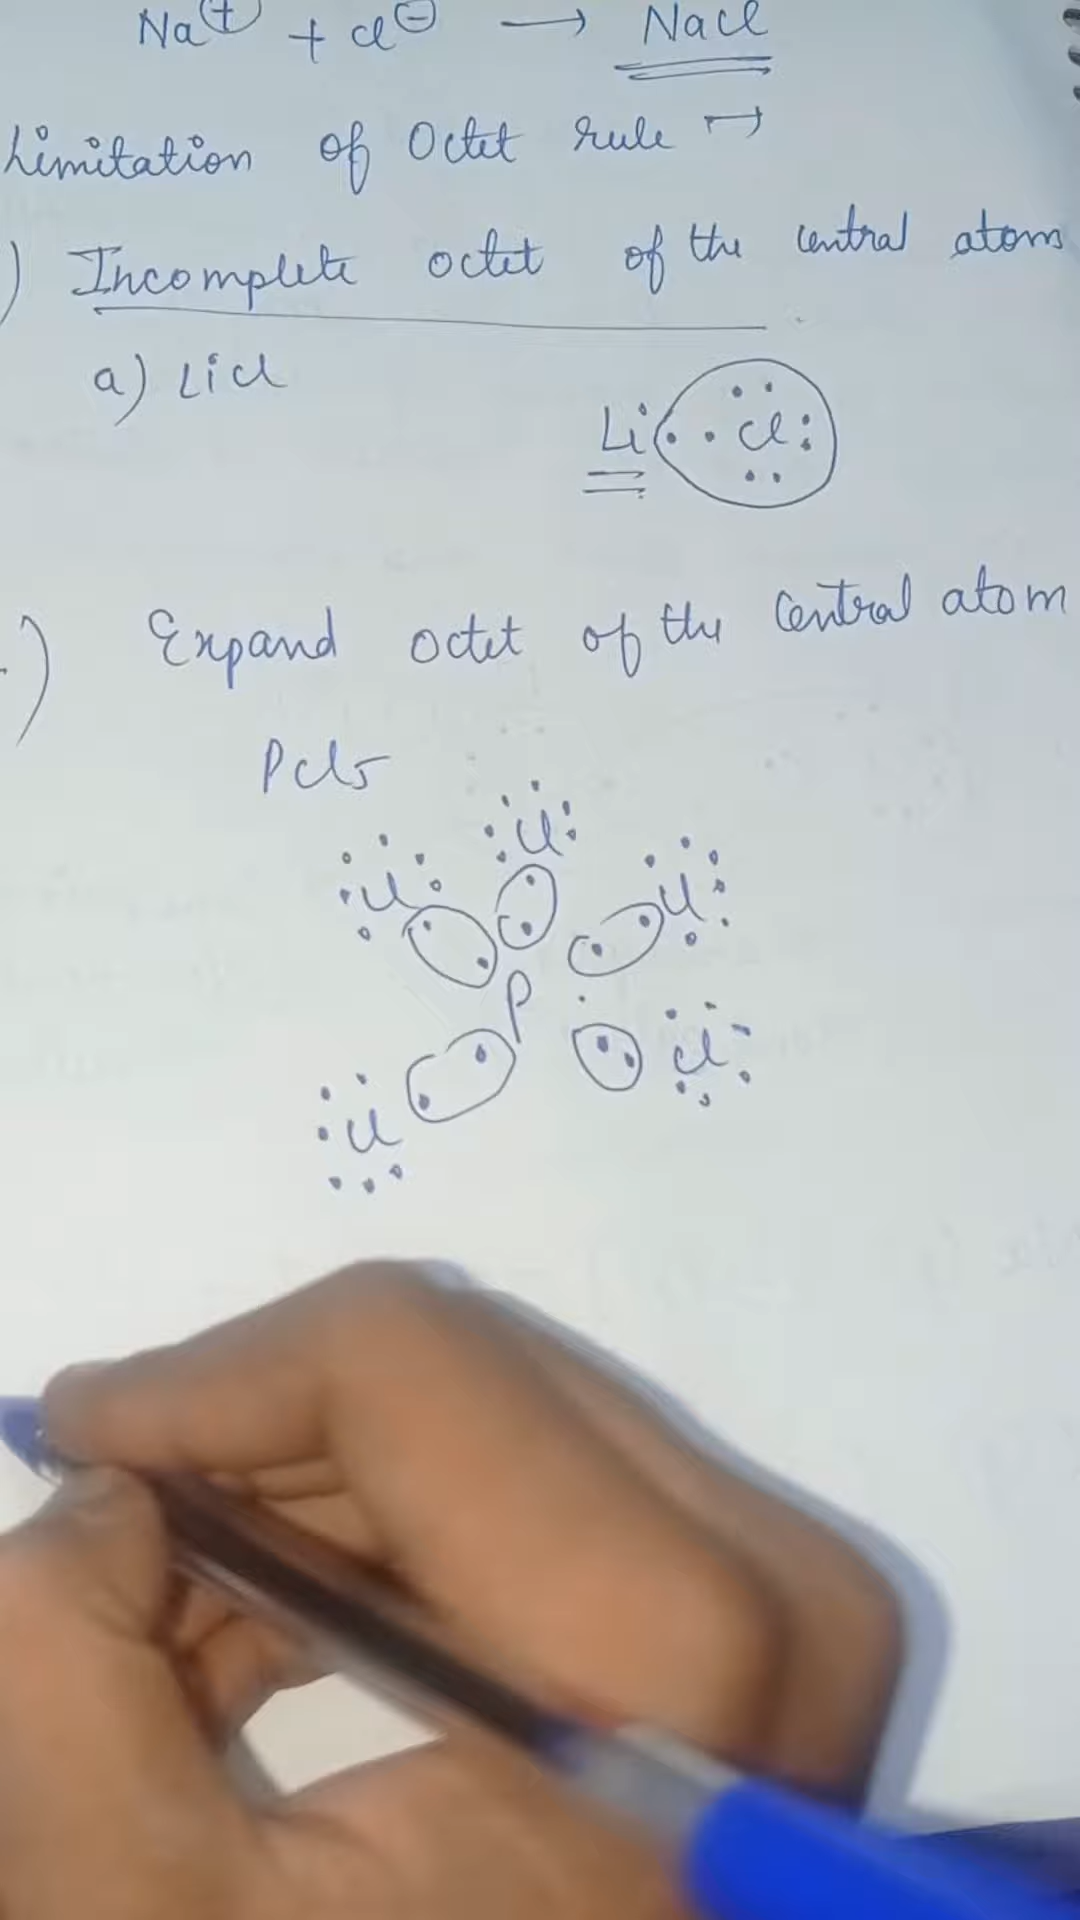 Na⊕ + Cl⊖ → NaCl
Limitation of Octet rule →
) Incomplete octet of the central atom
a) LiCl
Li · · Cl :
) Expand octet of the central atom
PCl5
Cl
Cl Cl
P
Cl
Cl